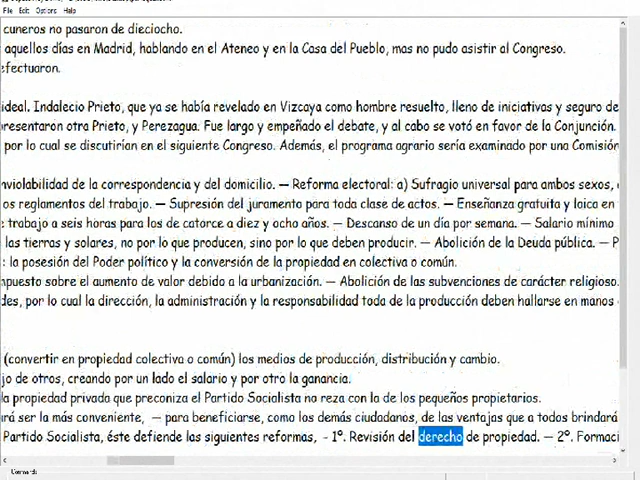 File Edit Options Help
cuneros no pasaron de dieciocho.
aquellos días en Madrid, hablando en el Ateneo y en la Casa del Pueblo, mas no pudo asistir al Congreso.
efectuaron.
ideal. Indalecio Prieto, que ya se había revelado en Vizcaya como hombre resuelto, lleno de iniciativas y seguro de
presentaron otra Prieto, y Perezagua. Fue largo y empeñado el debate, y al cabo se votó en favor de la Conjunción.
por lo cual se discutirían en el siguiente Congreso. Además, el programa agrario sería examinado por una Comisión
nviolabilidad de la correspondencia y del domicilio. — Reforma electoral: a) Sufragio universal para ambos sexos,
os reglamentos del trabajo. — Supresión del juramento para toda clase de actos. — Enseñanza gratuita y laica en
trabajo a seis horas para los de catorce a diez y ocho años. — Descanso de un día por semana. — Salario mínimo
las tierras y solares, no por lo que producen, sino por lo que deben producir. — Abolición de la Deuda pública. — P
: la posesión del Poder político y la conversión de la propiedad en colectiva o común.
mpuesto sobre el aumento de valor debido a la urbanización. — Abolición de las subvenciones de carácter religioso.
des, por lo cual la dirección, la administración y la responsabilidad toda de la producción deben hallarse en manos
(convertir en propiedad colectiva o común) los medios de producción, distribución y cambio.
jo de otros, creando por un lado el salario y por otro la ganancia.
la propiedad privada que preconiza el Partido Socialista no reza con la de los pequeños propietarios.
rá ser la más conveniente, — para beneficiarse, como los demás ciudadanos, de las ventajas que a todos brindará
Partido Socialista, éste defiende las siguientes reformas, - 1º. Revisión del derecho de propiedad. — 2º. Formaci